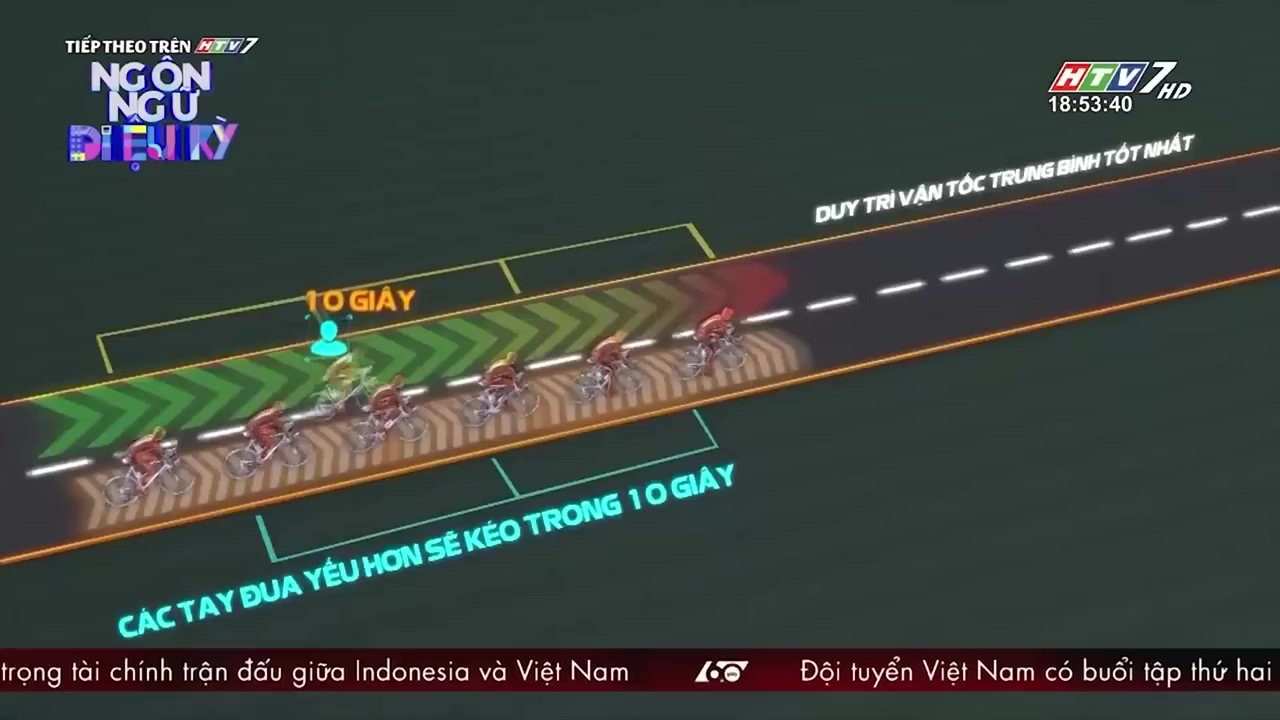 TIẾP THEO TRÊN HTV7
NGÔN
NGỮ
DIỆU KỲ
HTV7 HD
18:53:40
DUY TRÌ VẬN TỐC TRUNG BÌNH TỐT NHẤT
10 GIÂY
CÁC TAY ĐUA YẾU HƠN SẼ KÉO TRONG 10 GIÂY
trọng tài chính trận đấu giữa Indonesia và Việt Nam
60 giây
Đội tuyển Việt Nam có buổi tập thứ hai